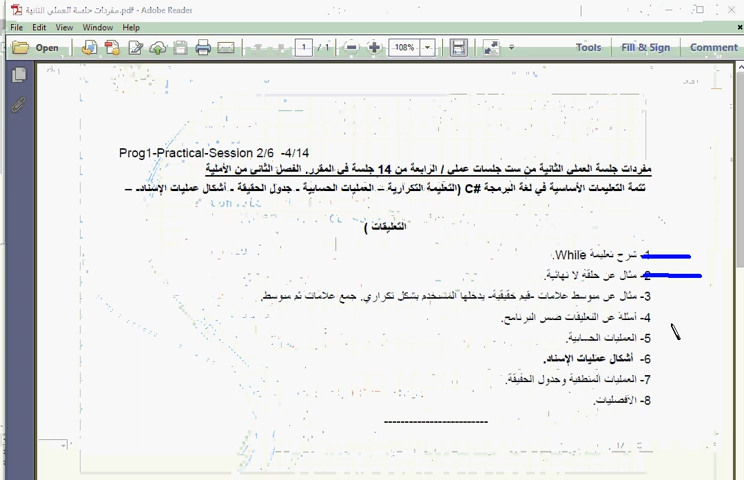 مفردات جلسة العملي الثانية.pdf - Adobe Reader
File Edit View Window Help
Open 1 / 1 108% Tools Fill & Sign Comment
Prog1-Practical-Session 2/6 -4/14
مفردات جلسة العملي الثانية من ست جلسات عملي / الرابعة من 14 جلسة في المقرر. الفصل الثاني من الأملية
تتمة التعليمات الأساسية في لغة البرمجة C# (التعليمة التكرارية – العمليات الحسابية - جدول الحقيقة - أشكال عمليات الإسناد- –
التعليقات )
1- شرح تعليمة While.
2- مثال عن حلقة لا نهائية.
3- مثال عن متوسط علامات -قيم حقيقية- يدخلها المستخدم بشكل تكراري. جمع علامات ثم متوسط.
4- أمثلة عن التعليقات ضمن البرنامج.
5- العمليات الحسابية.
6- أشكال عمليات الإسناد.
7- العمليات المنطقية وجدول الحقيقة.
8- الأفضليات.